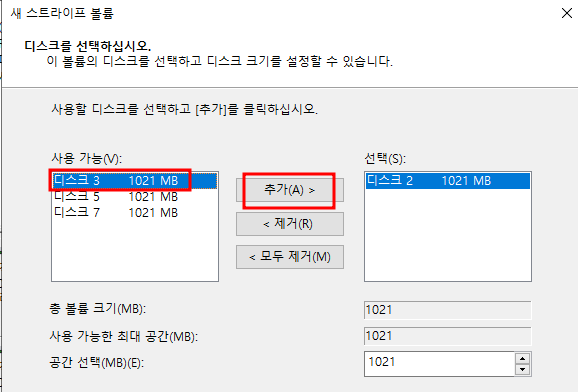 새 스트라이프 볼륨
디스크를 선택하십시오.
이 볼륨의 디스크를 선택하고 디스크 크기를 설정할 수 있습니다.
사용할 디스크를 선택하고 [추가]를 클릭하십시오.
사용 가능(V):
선택(S):
디스크 3 1021 MB
디스크 5 1021 MB
디스크 7 1021 MB
추가(A) >
< 제거(R)
< 모두 제거(M)
디스크 2 1021 MB
총 볼륨 크기(MB): 1021
사용 가능한 최대 공간(MB): 1021
공간 선택(MB)(E): 1021